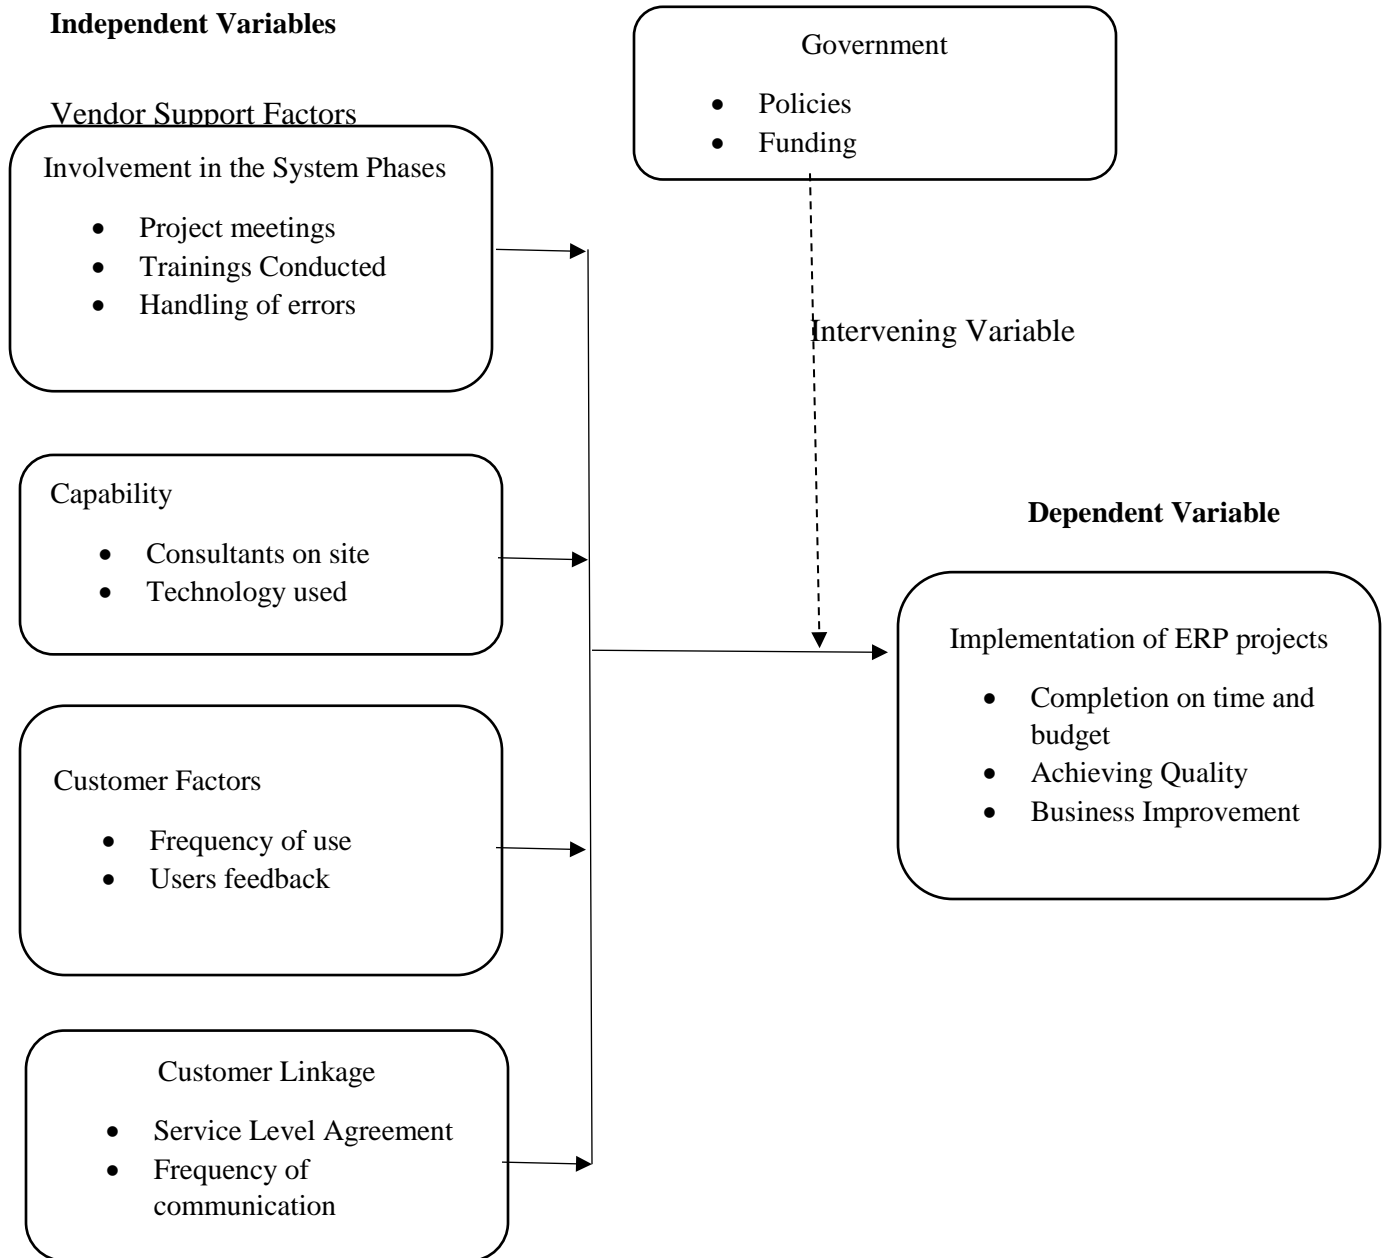 Independent Variables
Vendor Support Factors
Involvement in the System Phases
• Project meetings
• Trainings Conducted
• Handling of errors
Capability
• Consultants on site
• Technology used
Customer Factors
• Frequency of use
• Users feedback
Customer Linkage
• Service Level Agreement
• Frequency of
communication
Government
• Policies
• Funding
Intervening Variable
Dependent Variable
Implementation of ERP projects
• Completion on time and
budget
• Achieving Quality
• Business Improvement